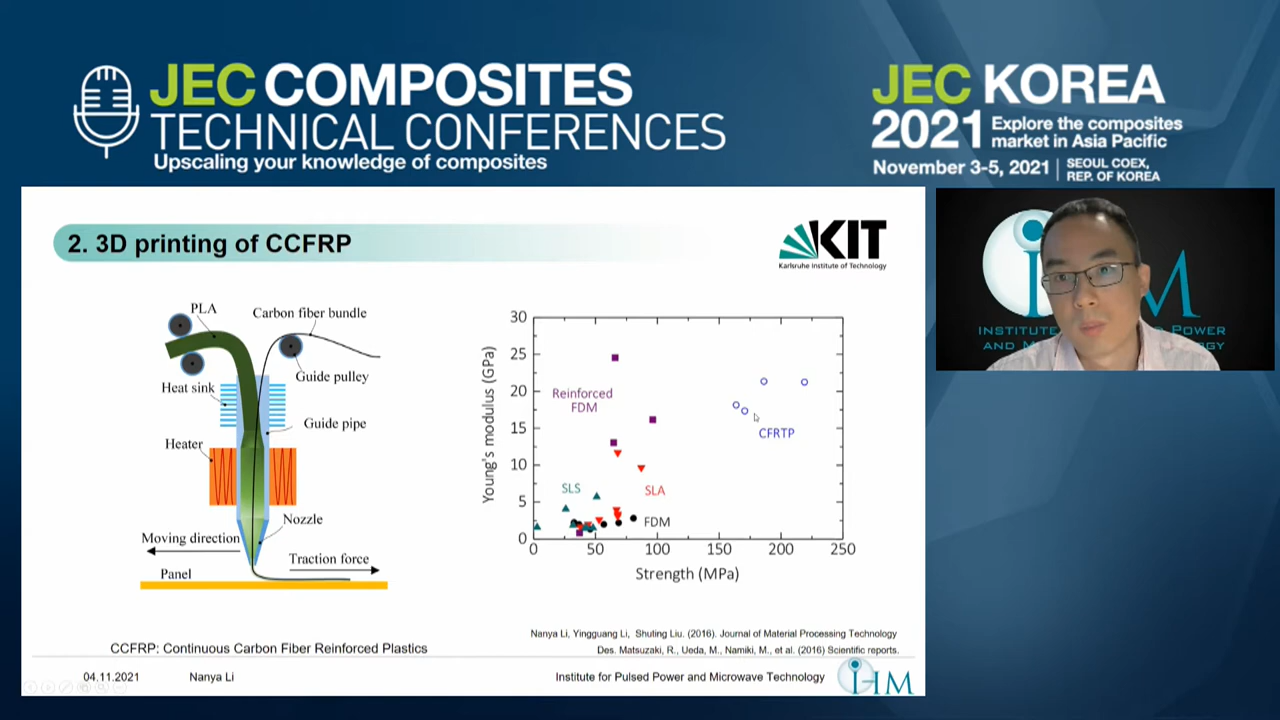 JEC COMPOSITES
TECHNICAL CONFERENCES
Upscaling your knowledge of composites
JEC KOREA
2021 Explore the composites
market in Asia Pacific
November 3-5, 2021 | SEOUL COEX,
REP. OF KOREA
2. 3D printing of CCFRP
KIT
Karlsruhe Institute of Technology
PLA
Carbon fiber bundle
Guide pulley
Heat sink
Guide pipe
Heater
Nozzle
Moving direction
Traction force
Panel
30
25
20
15
10
5
0
0 50 100 150 200 250
Young's modulus (GPa)
Strength (MPa)
Reinforced
FDM
CFRTP
SLS
SLA
FDM
CCFRP: Continuous Carbon Fiber Reinforced Plastics
Nanya Li, Yingguang Li, Shuting Liu. (2016). Journal of Material Processing Technology
Des. Matsuzaki, R., Ueda, M., Namiki, M., et al. (2016) Scientific reports.
04.11.2021 Nanya Li Institute for Pulsed Power and Microwave Technology
IHM
INSTITUTE
POWER
AND